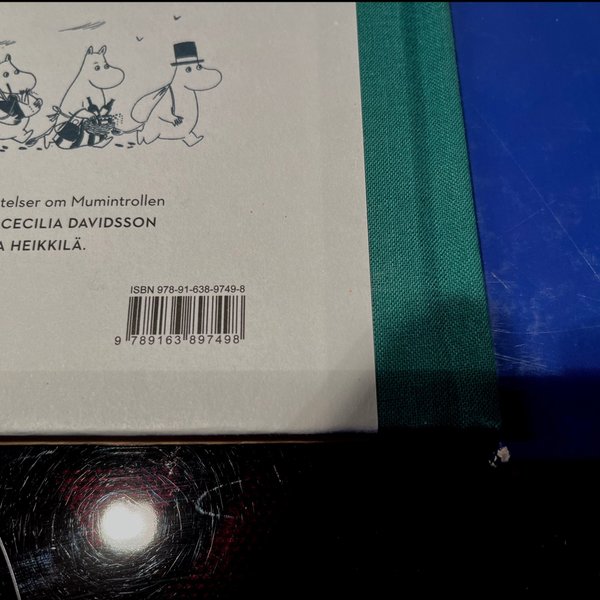 telser om Mumintrollen
CECILIA DAVIDSSON
A HEIKKILÄ.
ISBN 978-91-638-9749-8
9 789163 897498